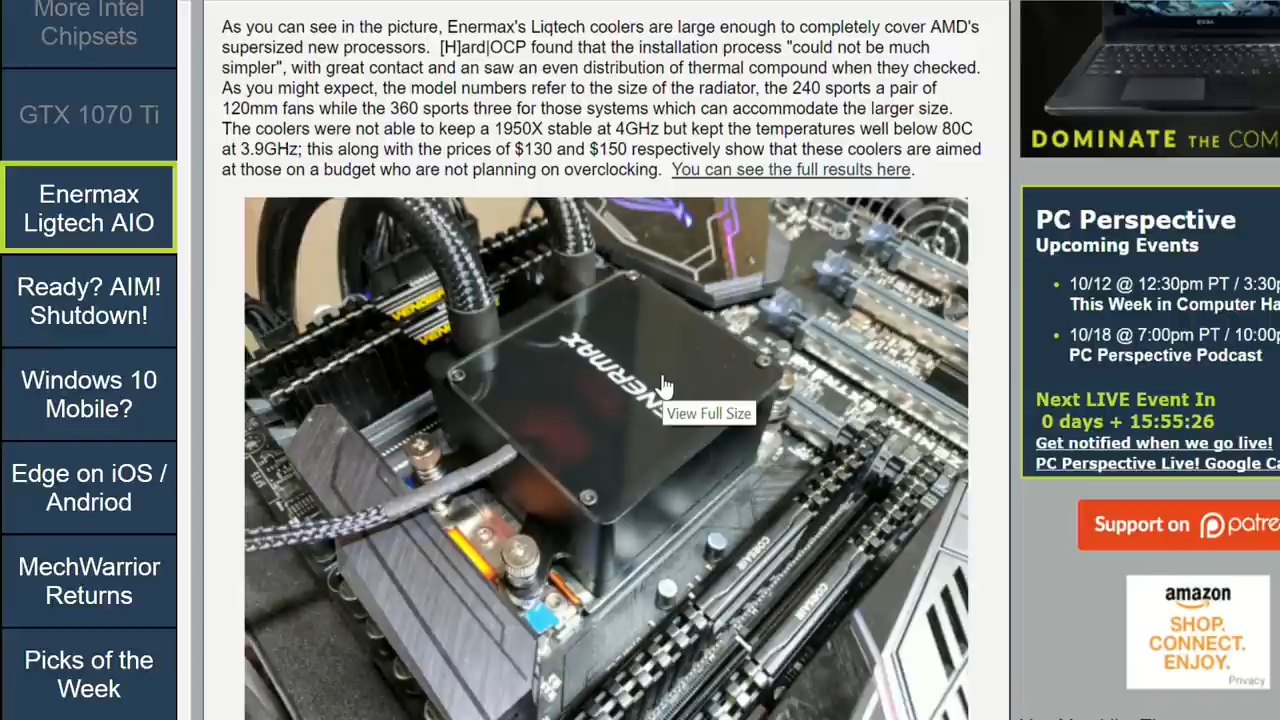 More Intel
Chipsets
GTX 1070 Ti
Enermax
Ligtech AIO
Ready? AIM!
Shutdown!
Windows 10
Mobile?
Edge on iOS /
Andriod
MechWarrior
Returns
Picks of the
Week
As you can see in the picture, Enermax's Liqtech coolers are large enough to completely cover AMD's
supersized new processors.  [H]ard|OCP found that the installation process "could not be much
simpler", with great contact and an saw an even distribution of thermal compound when they checked.
As you might expect, the model numbers refer to the size of the radiator, the 240 sports a pair of
120mm fans while the 360 sports three for those systems which can accommodate the larger size.
The coolers were not able to keep a 1950X stable at 4GHz but kept the temperatures well below 80C
at 3.9GHz; this along with the prices of $130 and $150 respectively show that these coolers are aimed
at those on a budget who are not planning on overclocking.  You can see the full results here.
ENERMAX
View Full Size
CORSAIR
CORSAIR
DOMINATE THE COM
PC Perspective
Upcoming Events
• 10/12 @ 12:30pm PT / 3:30p
This Week in Computer Ha
• 10/18 @ 7:00pm PT / 10:00p
PC Perspective Podcast
Next LIVE Event In
0 days + 15:55:26
Get notified when we go live!
PC Perspective Live! Google Ca
Support on patre
amazon
SHOP.
CONNECT.
ENJOY.
Privacy